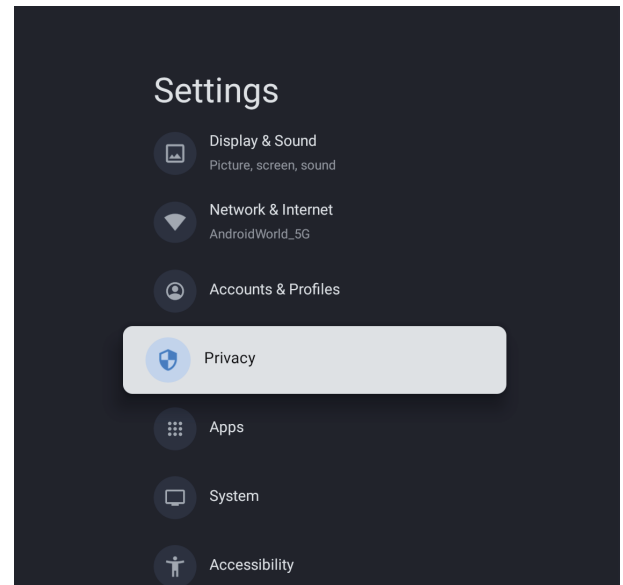 Settings
Display & Sound
Picture, screen, sound
Network & Internet
AndroidWorld_5G
Accounts & Profiles
Privacy
Apps
System
Accessibility